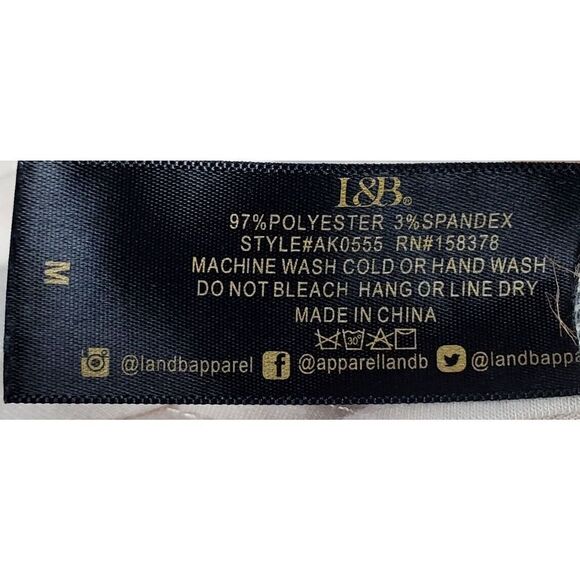 L&B®
97%POLYESTER 3%SPANDEX
STYLE#AK0555 RN#158378
MACHINE WASH COLD OR HAND WASH
DO NOT BLEACH HANG OR LINE DRY
MADE IN CHINA
30°
@landbapparel @apparellandb @landbappa
M